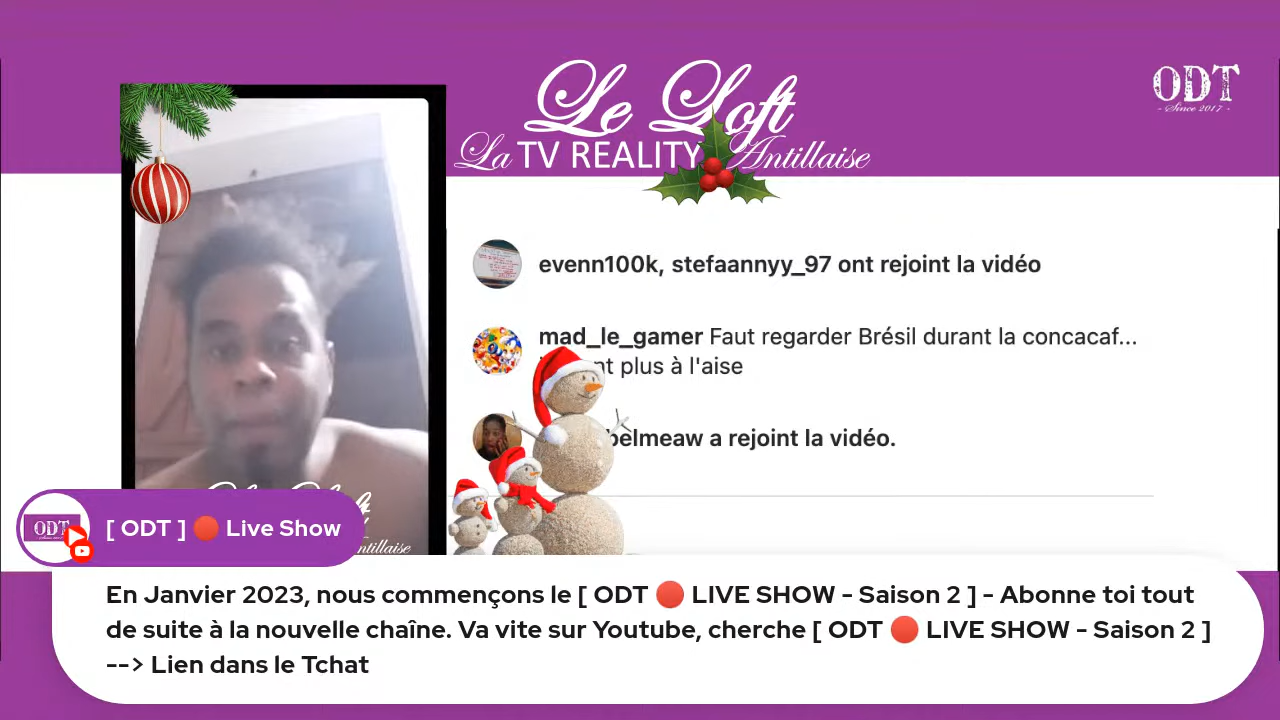 Le Loft
La TV REALITY Antillaise
ODT
- Since 2017 -
evenn100k, stefaannyy_97 ont rejoint la vidéo
mad_le_gamer Faut regarder Brésil durant la concacaf...
plus à l'aise
belmeaw a rejoint la vidéo.
ntillaise
ODT
[ ODT ] 🔴 Live Show
En Janvier 2023, nous commençons le [ ODT 🔴 LIVE SHOW - Saison 2 ] - Abonne toi tout
de suite à la nouvelle chaîne. Va vite sur Youtube, cherche [ ODT 🔴 LIVE SHOW - Saison 2 ]
--> Lien dans le Tchat